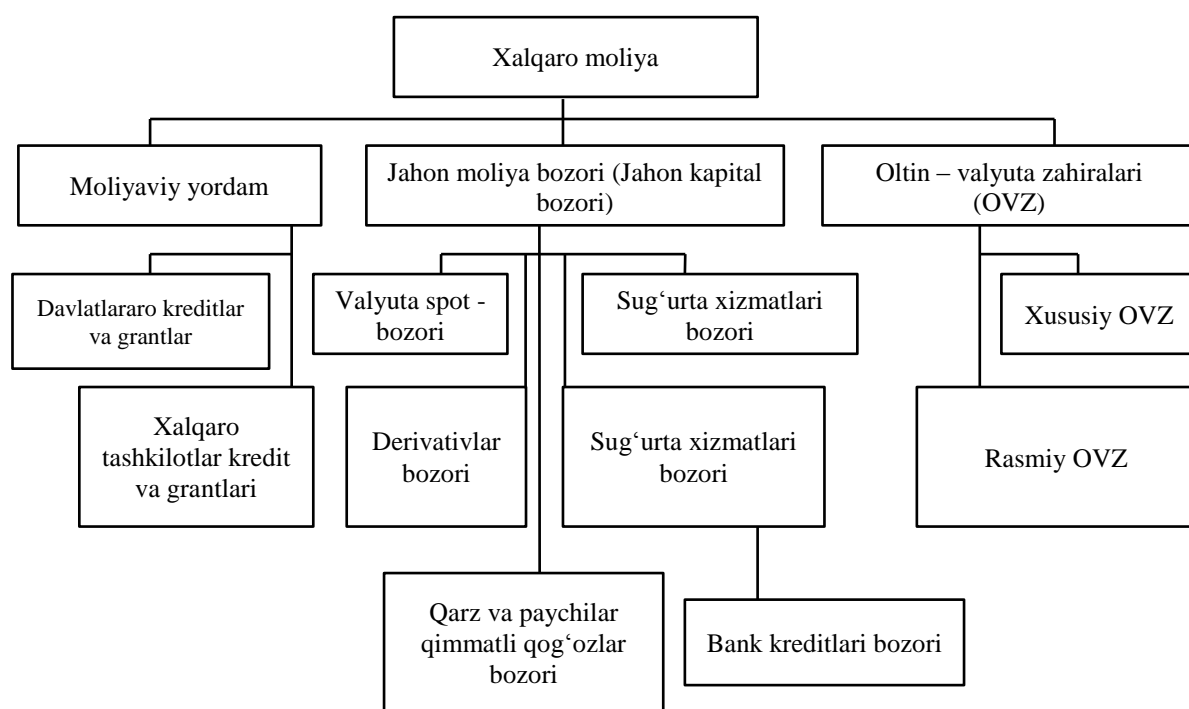 Xalqaro moliya
Moliyaviy yordam
Jahon moliya bozori (Jahon kapital
bozori)
Oltin – valyuta zahiralari
(OVZ)
Davlatlararo kreditlar
va grantlar
Valyuta spot -
bozori
Sug‘urta xizmatlari
bozori
Xususiy OVZ
Xalqaro
tashkilotlar kredit
va grantlari
Derivativlar
bozori
Sug‘urta xizmatlari
bozori
Rasmiy OVZ
Qarz va paychilar
qimmatli qog‘ozlar
bozori
Bank kreditlari bozori